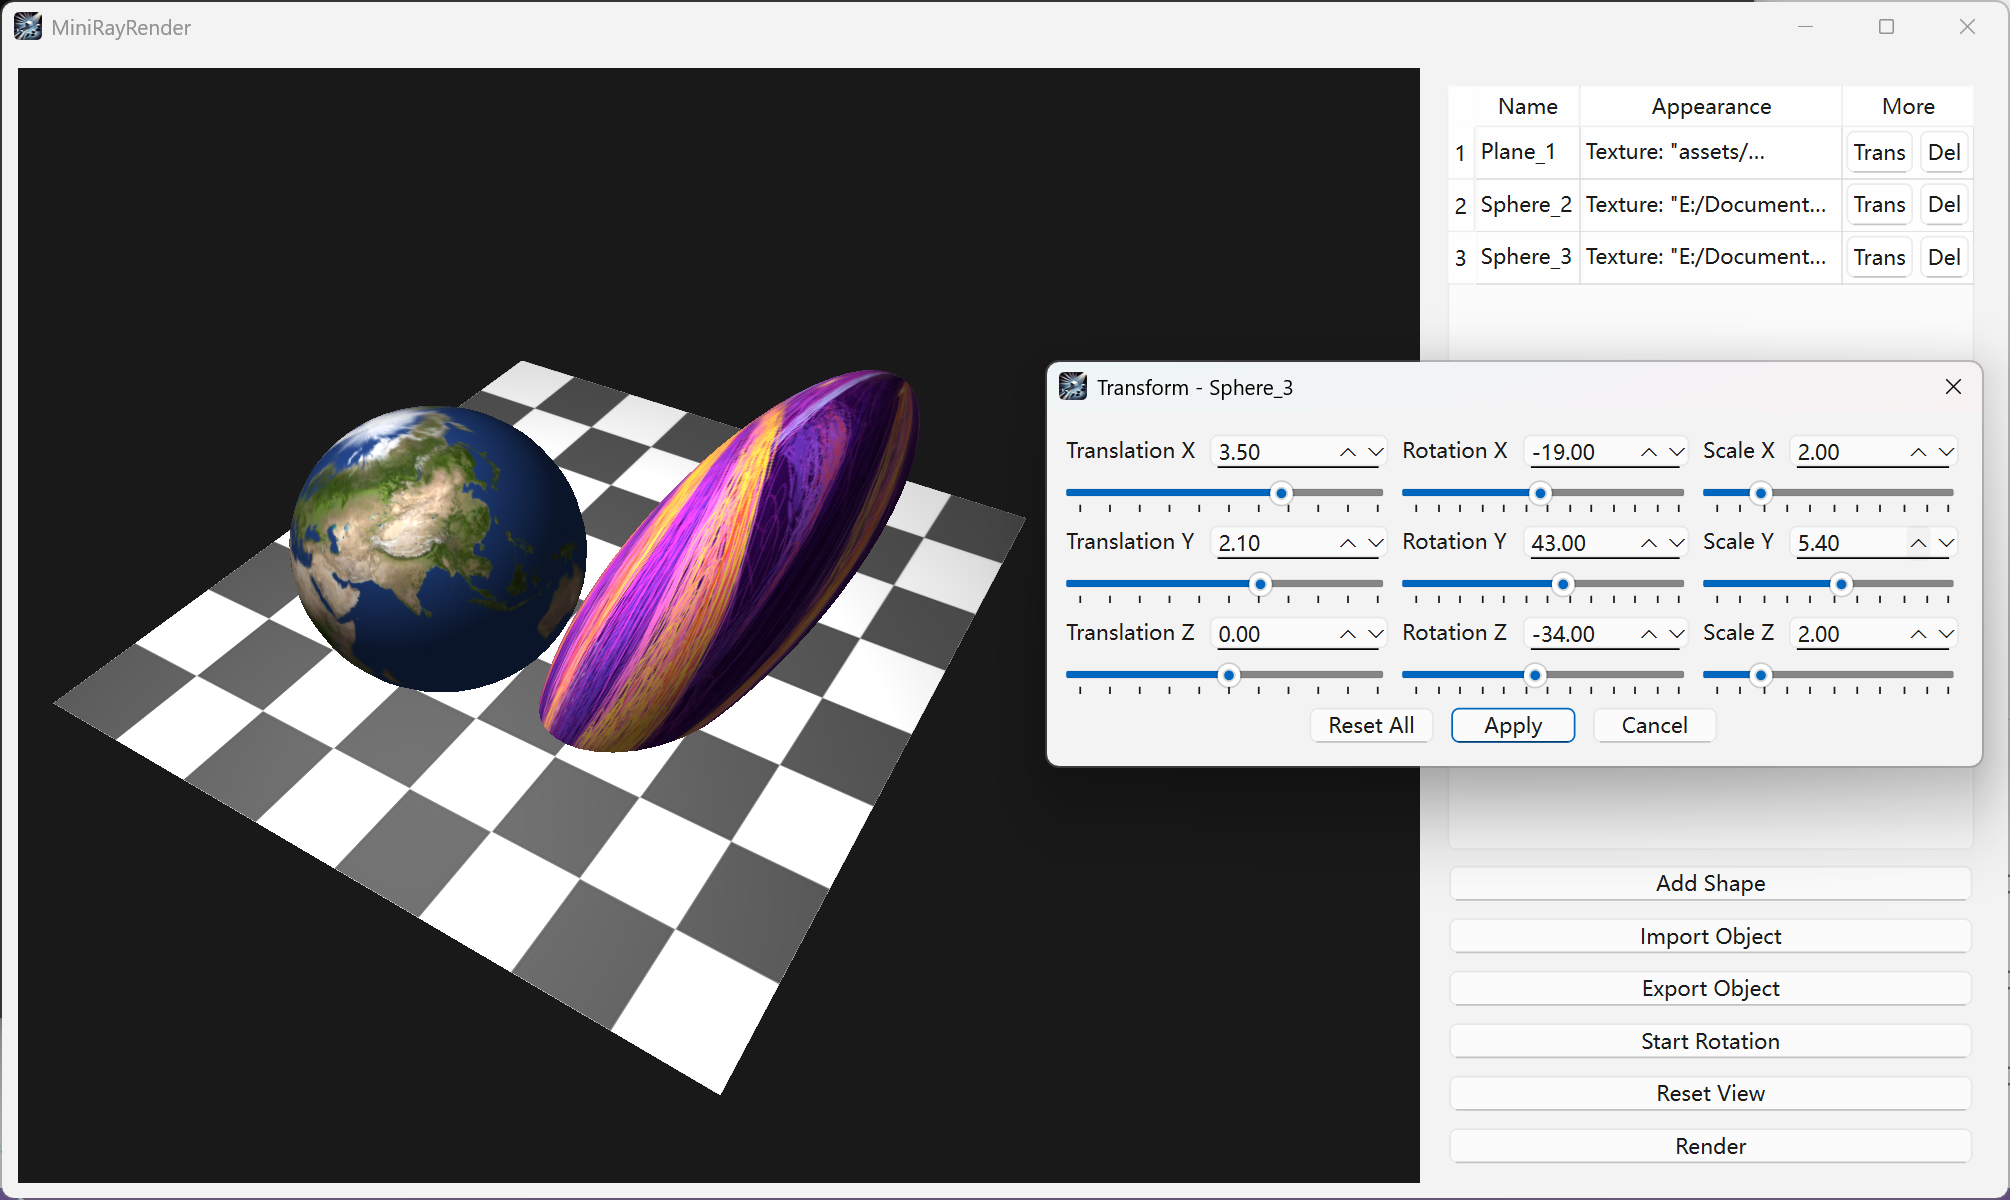 MiniRayRender
Name Appearance More
1 Plane_1 Texture: "assets/... Trans Del
2 Sphere_2 Texture: "E:/Document... Trans Del
3 Sphere_3 Texture: "E:/Document... Trans Del
Transform - Sphere_3
Translation X 3.50 Rotation X -19.00 Scale X 2.00
Translation Y 2.10 Rotation Y 43.00 Scale Y 5.40
Translation Z 0.00 Rotation Z -34.00 Scale Z 2.00
Reset All Apply Cancel
Add Shape
Import Object
Export Object
Start Rotation
Reset View
Render